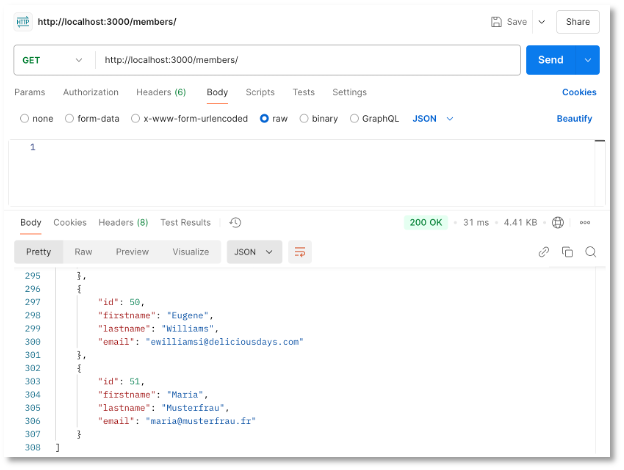 HTTP http://localhost:3000/members/ Save Share
GET http://localhost:3000/members/ Send
Params Authorization Headers (6) Body Scripts Tests Settings Cookies
none form-data x-www-form-urlencoded raw binary GraphQL JSON Beautify
1
Body Cookies Headers (8) Test Results 200 OK • 31 ms • 4.41 KB •
Pretty Raw Preview Visualize JSON
295 },
296 {
297 "id": 50,
298 "firstname": "Eugene",
299 "lastname": "Williams",
300 "email": "ewilliamsi@deliciousdays.com"
301 },
302 {
303 "id": 51,
304 "firstname": "Maria",
305 "lastname": "Musterfrau",
306 "email": "maria@musterfrau.fr"
307 }
308 ]